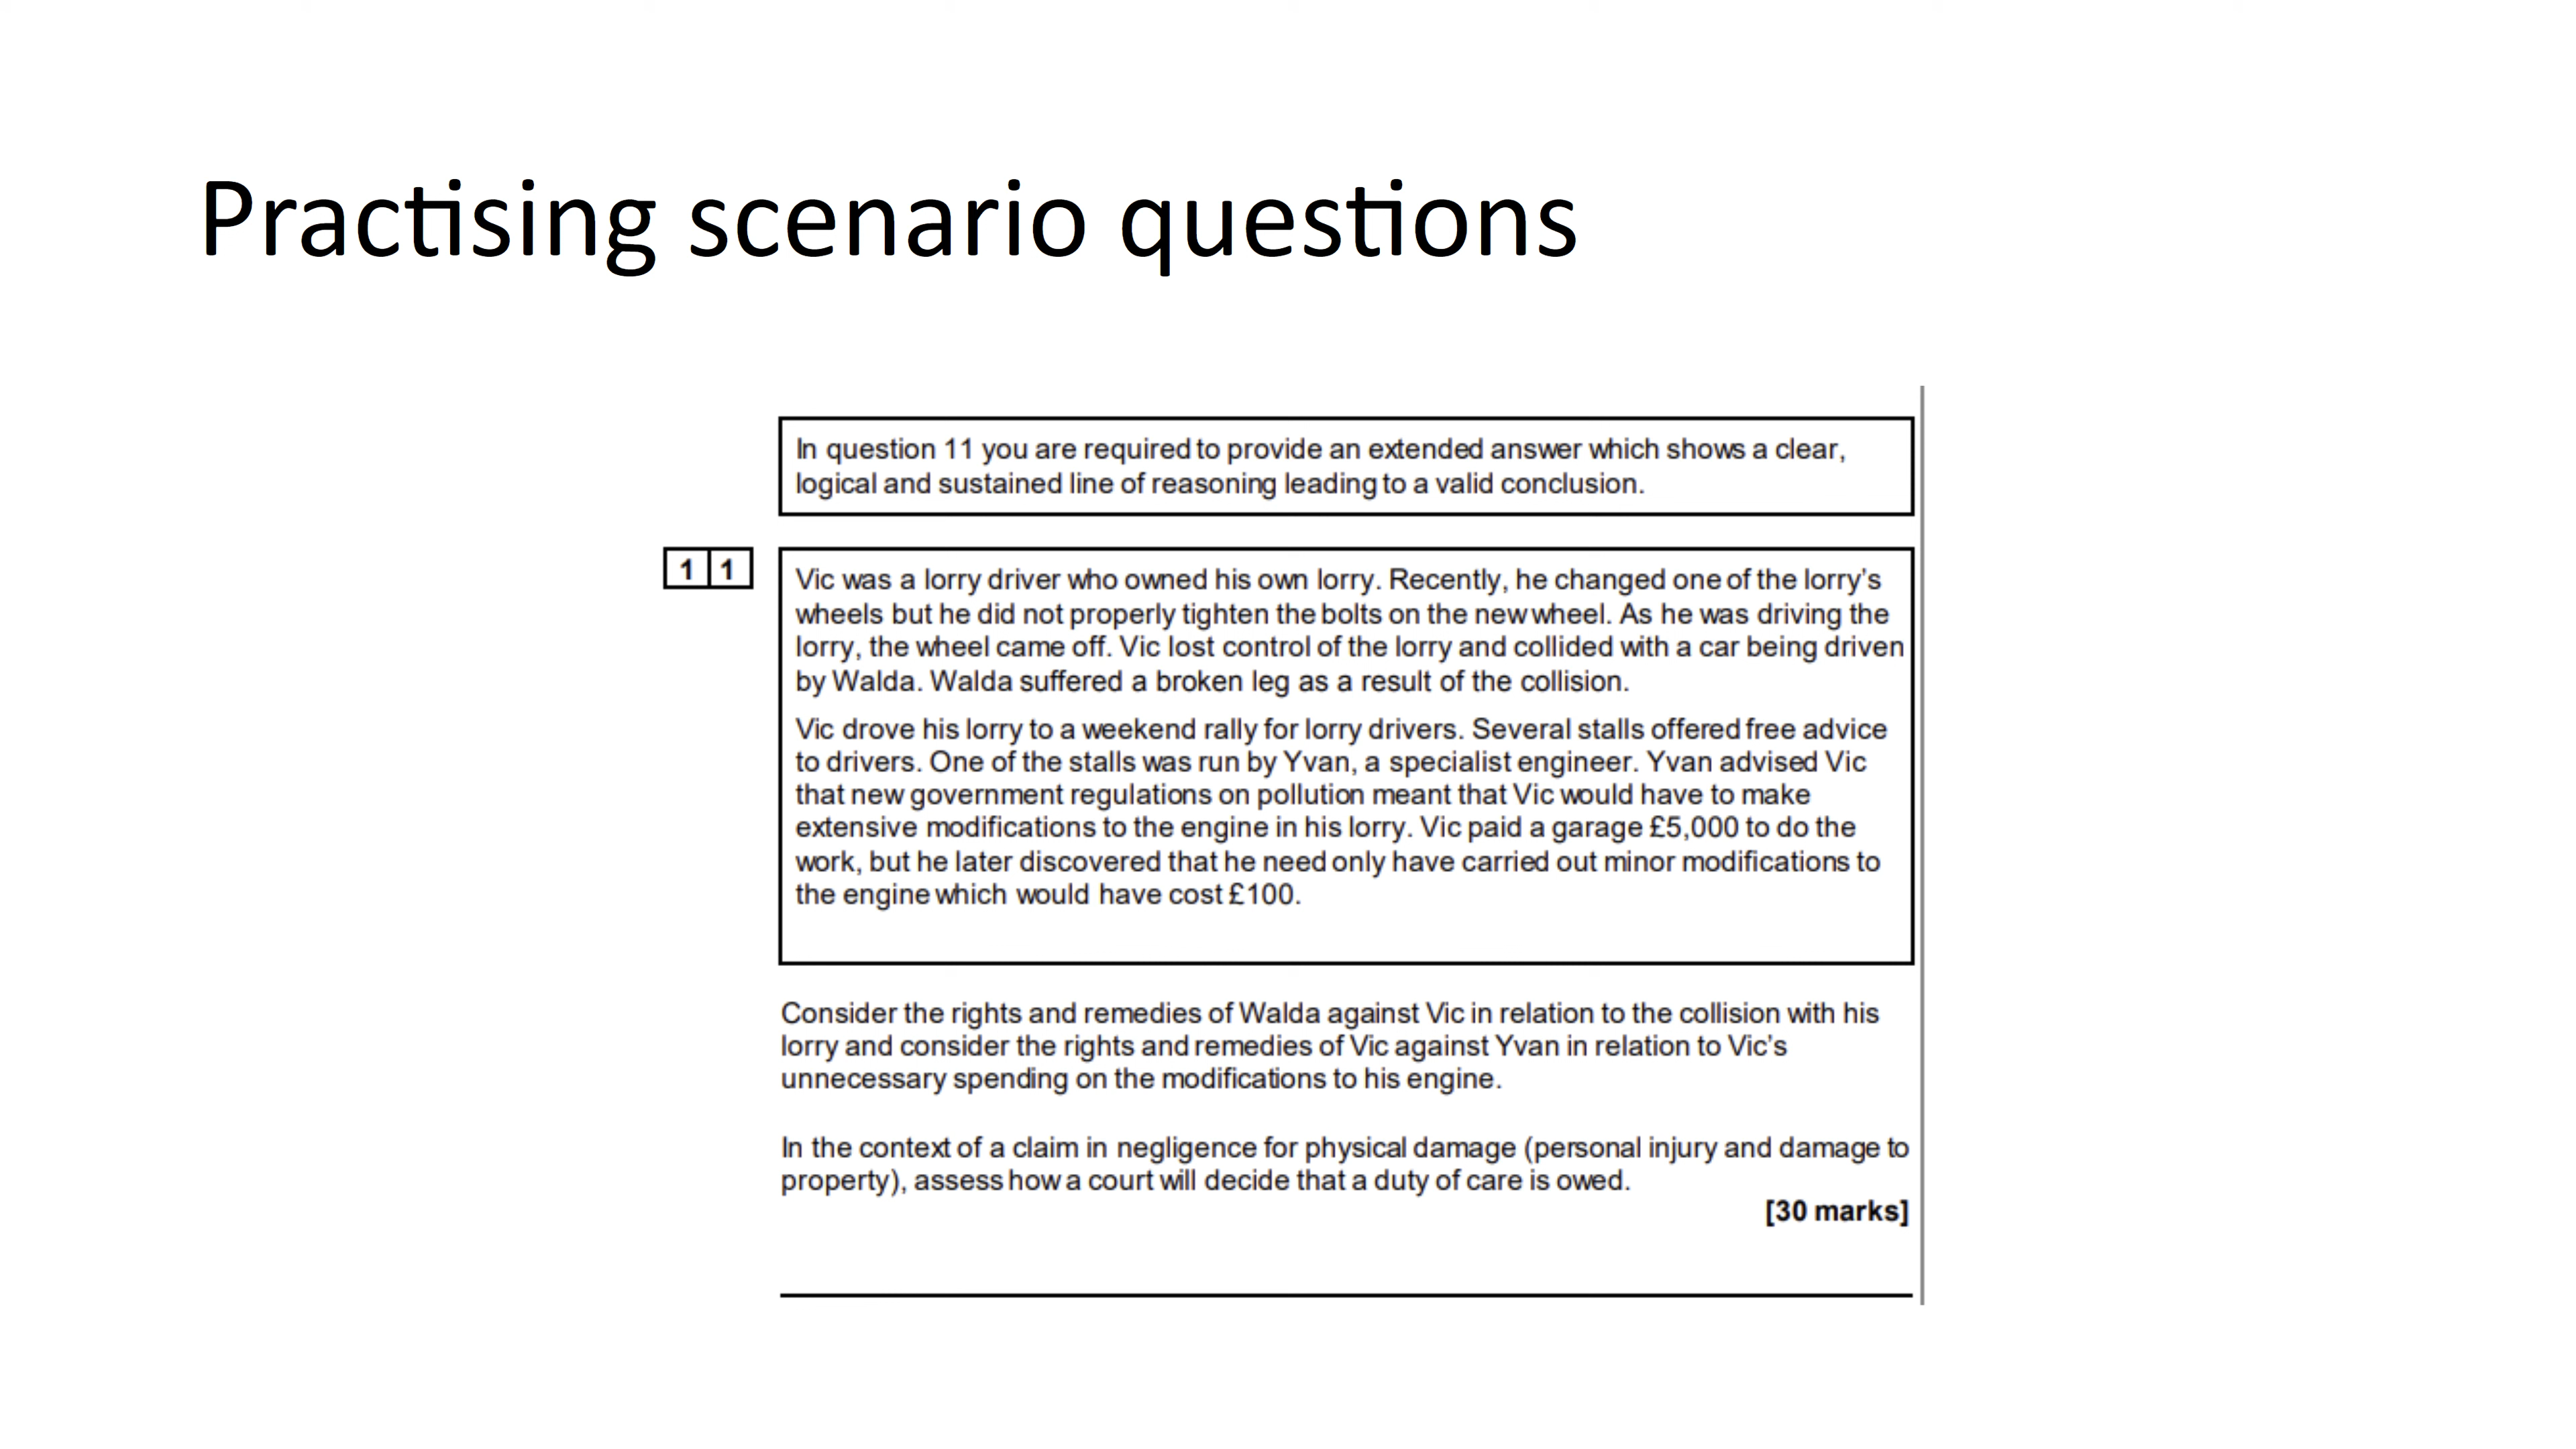 Practising scenario questions
In question 11 you are required to provide an extended answer which shows a clear,
logical and sustained line of reasoning leading to a valid conclusion.
1 1
Vic was a lorry driver who owned his own lorry. Recently, he changed one of the lorry's
wheels but he did not properly tighten the bolts on the new wheel. As he was driving the
lorry, the wheel came off. Vic lost control of the lorry and collided with a car being driven
by Walda. Walda suffered a broken leg as a result of the collision.
Vic drove his lorry to a weekend rally for lorry drivers. Several stalls offered free advice
to drivers. One of the stalls was run by Yvan, a specialist engineer. Yvan advised Vic
that new government regulations on pollution meant that Vic would have to make
extensive modifications to the engine in his lorry. Vic paid a garage £5,000 to do the
work, but he later discovered that he need only have carried out minor modifications to
the engine which would have cost £100.
Consider the rights and remedies of Walda against Vic in relation to the collision with his
lorry and consider the rights and remedies of Vic against Yvan in relation to Vic's
unnecessary spending on the modifications to his engine.
In the context of a claim in negligence for physical damage (personal injury and damage to
property), assess how a court will decide that a duty of care is owed.
[30 marks]